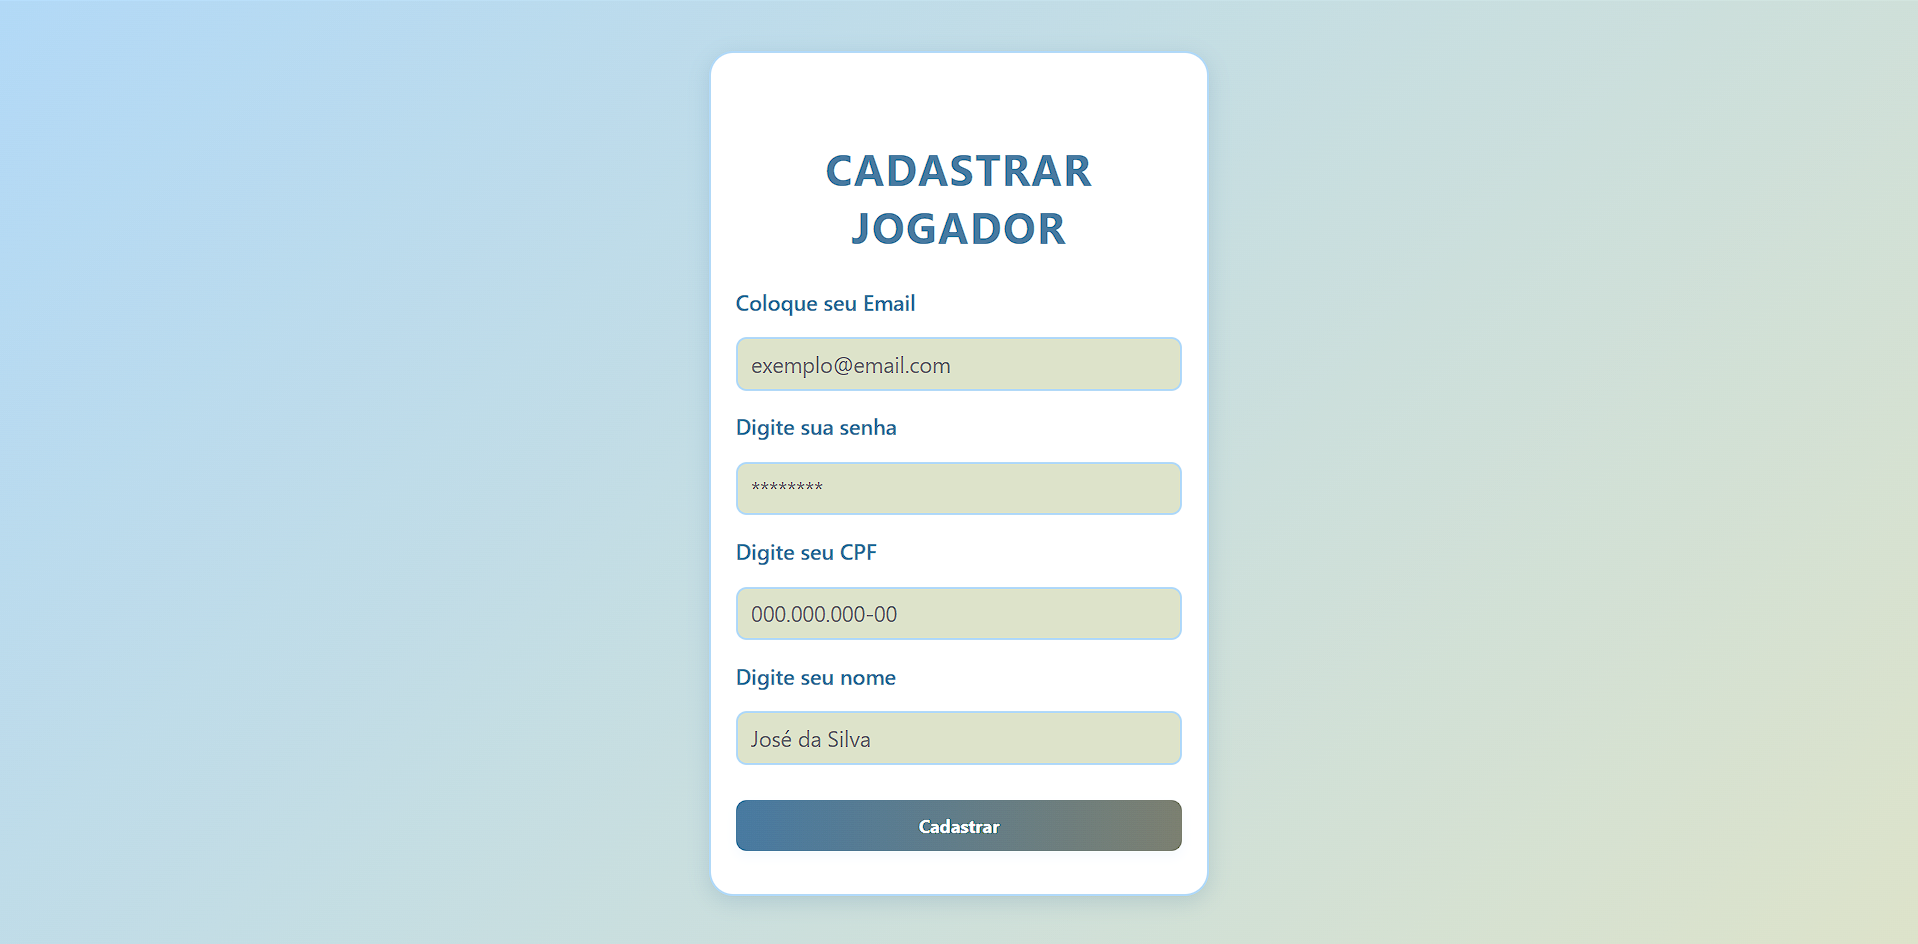 CADASTRAR
JOGADOR
Coloque seu Email
exemplo@email.com
Digite sua senha
********
Digite seu CPF
000.000.000-00
Digite seu nome
José da Silva
Cadastrar